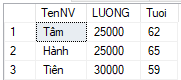 TenNV LUONG Tuoi
1 Tâm 25000 62
2 Hành 25000 65
3 Tiên 30000 59